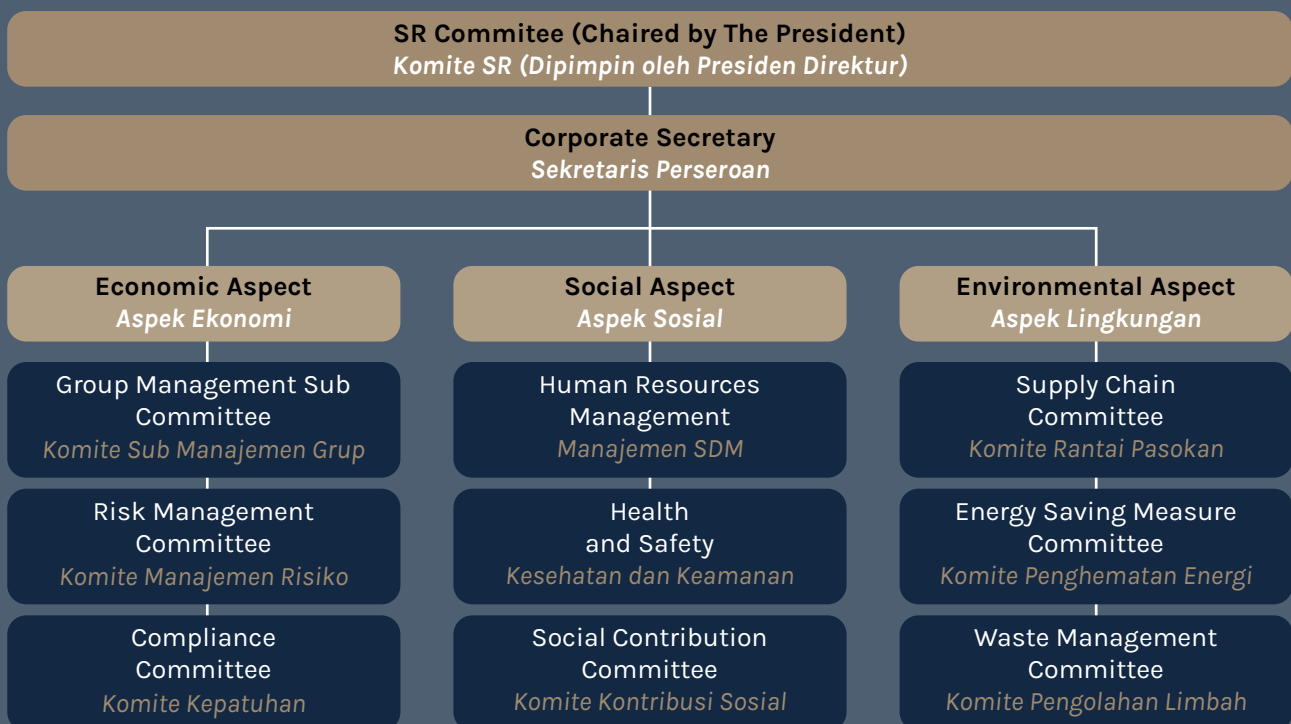 SR Commitee (Chaired by The President)
Komite SR (Dipimpin oleh Presiden Direktur)
Corporate Secretary
Sekretaris Perseroan
Economic Aspect
Aspek Ekonomi
Group Management Sub
Committee
Komite Sub Manajemen Grup
Risk Management
Committee
Komite Manajemen Risiko
Compliance
Committee
Komite Kepatuhan
Social Aspect
Aspek Sosial
Human Resources
Management
Manajemen SDM
Health
and Safety
Kesehatan dan Keamanan
Social Contribution
Committee
Komite Kontribusi Sosial
Environmental Aspect
Aspek Lingkungan
Supply Chain
Committee
Komite Rantai Pasokan
Energy Saving Measure
Committee
Komite Penghematan Energi
Waste Management
Committee
Komite Pengolahan Limbah